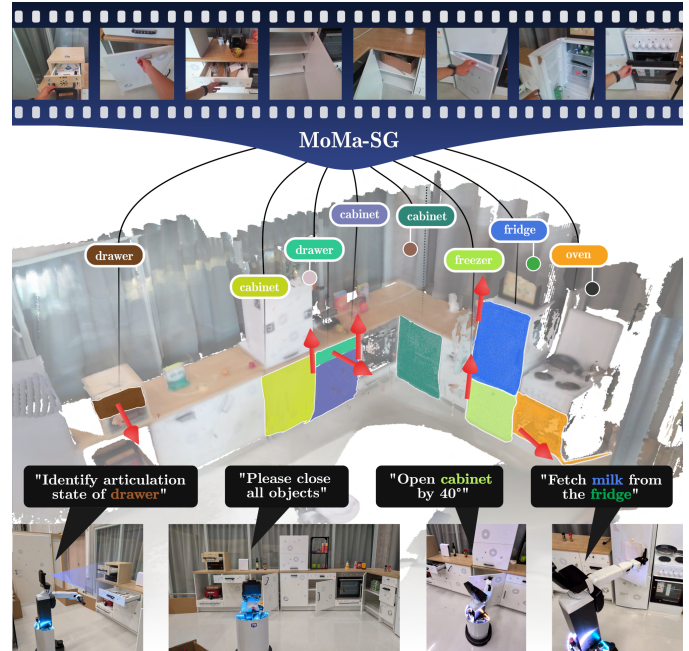 MoMa-SG
cabinet
cabinet
fridge
drawer
drawer
freezer
oven
cabinet
"Identify articulation
state of drawer"
"Please close
all objects"
"Open cabinet
by 40°"
"Fetch milk from
the fridge"